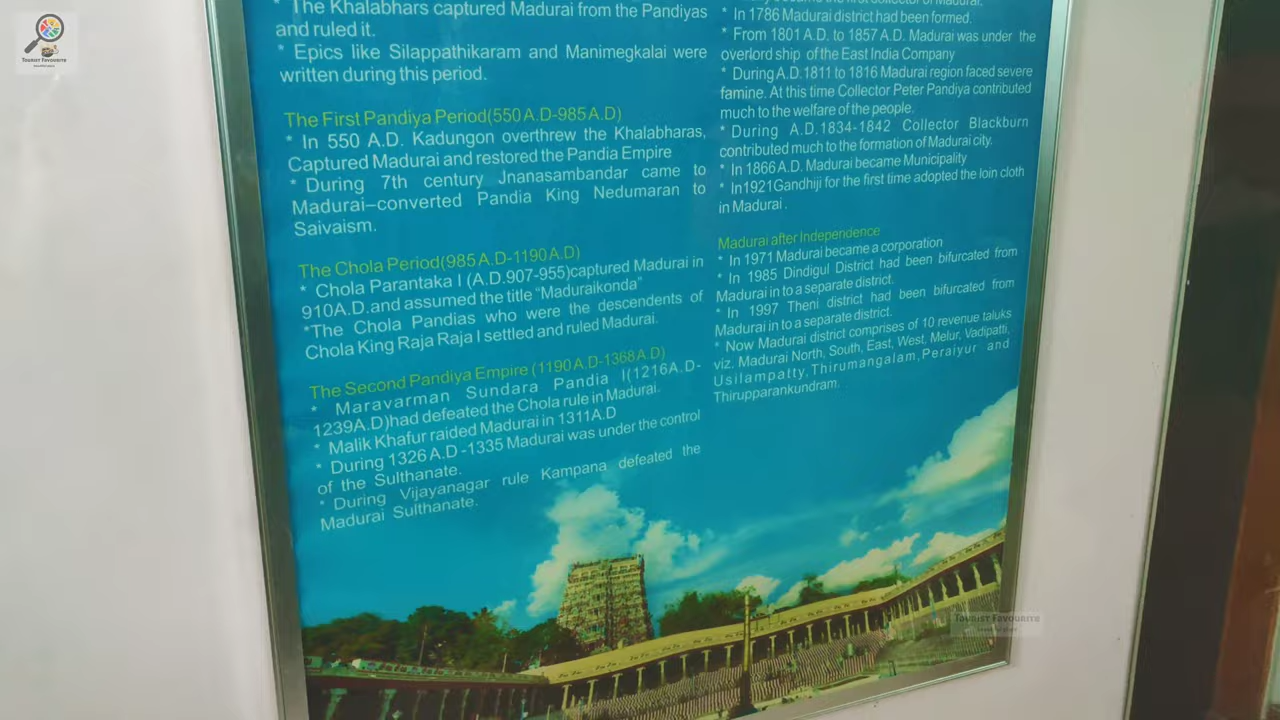 TOURIST FAVOURITE
* The Khalabhars captured Madurai from the Pandiyas
and ruled it.
* Epics like Silappathikaram and Manimegkalai were
written during this period.
The First Pandiya Period(550 A.D-985 A.D)
* In 550 A.D. Kadungon overthrew the Khalabharas,
Captured Madurai and restored the Pandia Empire
* During 7th century Jnanasambandar came to
Madurai–converted Pandia King Nedumaran to
Saivaism.
The Chola Period(985 A.D-1190 A.D)
* Chola Parantaka I (A.D.907-955)captured Madurai in
910A.D.and assumed the title "Maduraikonda"
*The Chola Pandias who were the descendents of
Chola King Raja Raja I settled and ruled Madurai.
The Second Pandiya Empire (1190 A.D-1368 A.D)
* Maravarman Sundara Pandia I(1216A.D-
1239A.D)had defeated the Chola rule in Madurai.
* Malik Khafur raided Madurai in 1311A.D
* During 1326 A.D -1335 Madurai was under the control
of the Sulthanate.
* During Vijayanagar rule Kampana defeated the
Madurai Sulthanate.
became the first collector of Madurai.
* In 1786 Madurai district had been formed.
* From 1801 A.D. to 1857 A.D. Madurai was under the
overlord ship of the East India Company
* During A.D.1811 to 1816 Madurai region faced severe
famine. At this time Collector Peter Pandiya contributed
much to the welfare of the people.
* During A.D.1834-1842 Collector Blackburn
contributed much to the formation of Madurai city.
* In 1866 A.D. Madurai became Municipality
* In1921Gandhiji for the first time adopted the loin cloth
in Madurai .
Madurai after Independence
* In 1971 Madurai became a corporation
* In 1985 Dindigul District had been bifurcated from
Madurai in to a separate district.
* In 1997 Theni district had been bifurcated from
Madurai in to a separate district.
* Now Madurai district comprises of 10 revenue taluks
viz. Madurai North, South, East, West, Melur, Vadipatti,
Usilampatty, Thirumangalam, Peraiyur and
Thirupparankundram.
TOURIST FAVOURITE